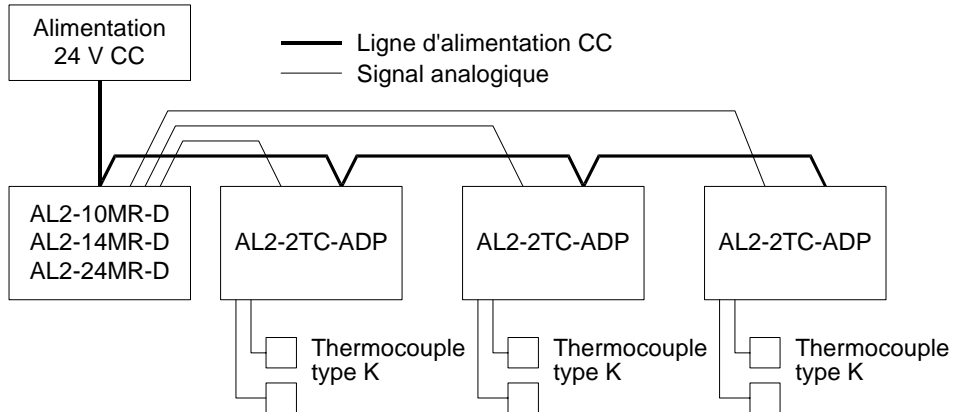 Alimentation
24 V CC
Ligne d'alimentation CC
Signal analogique
AL2-10MR-D
AL2-14MR-D
AL2-24MR-D
AL2-2TC-ADP
AL2-2TC-ADP
AL2-2TC-ADP
Thermocouple
type K
Thermocouple
type K
Thermocouple
type K